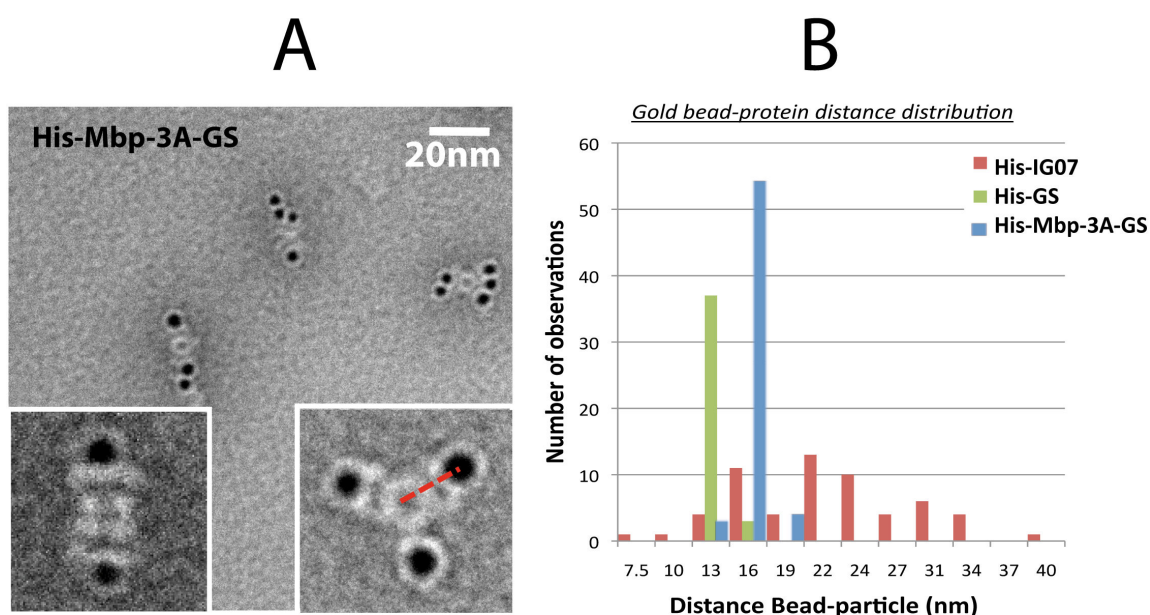 A
B
His-Mbp-3A-GS
20nm
Gold bead-protein distance distribution
Number of observations
60
50
40
30
20
10
0
His-IG07
His-GS
His-Mbp-3A-GS
7.5 10 13 16 19 22 24 27 31 34 37 40
Distance Bead-particle (nm)